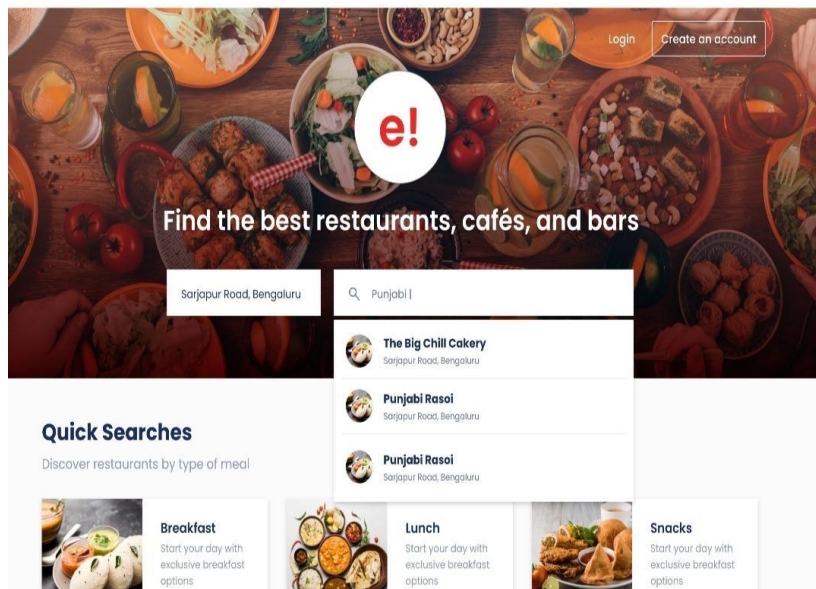 Login
Create an account
e!
Find the best restaurants, cafés, and bars
Sarjapur Road, Bengaluru
Punjabi |
The Big Chill Cakery
Sarjapur Road, Bengaluru
Punjabi Rasoi
Sarjapur Road, Bengaluru
Punjabi Rasoi
Sarjapur Road, Bengaluru
Quick Searches
Discover restaurants by type of meal
Breakfast
Start your day with
exclusive breakfast
options
Lunch
Start your day with
exclusive breakfast
options
Snacks
Start your day with
exclusive breakfast
options